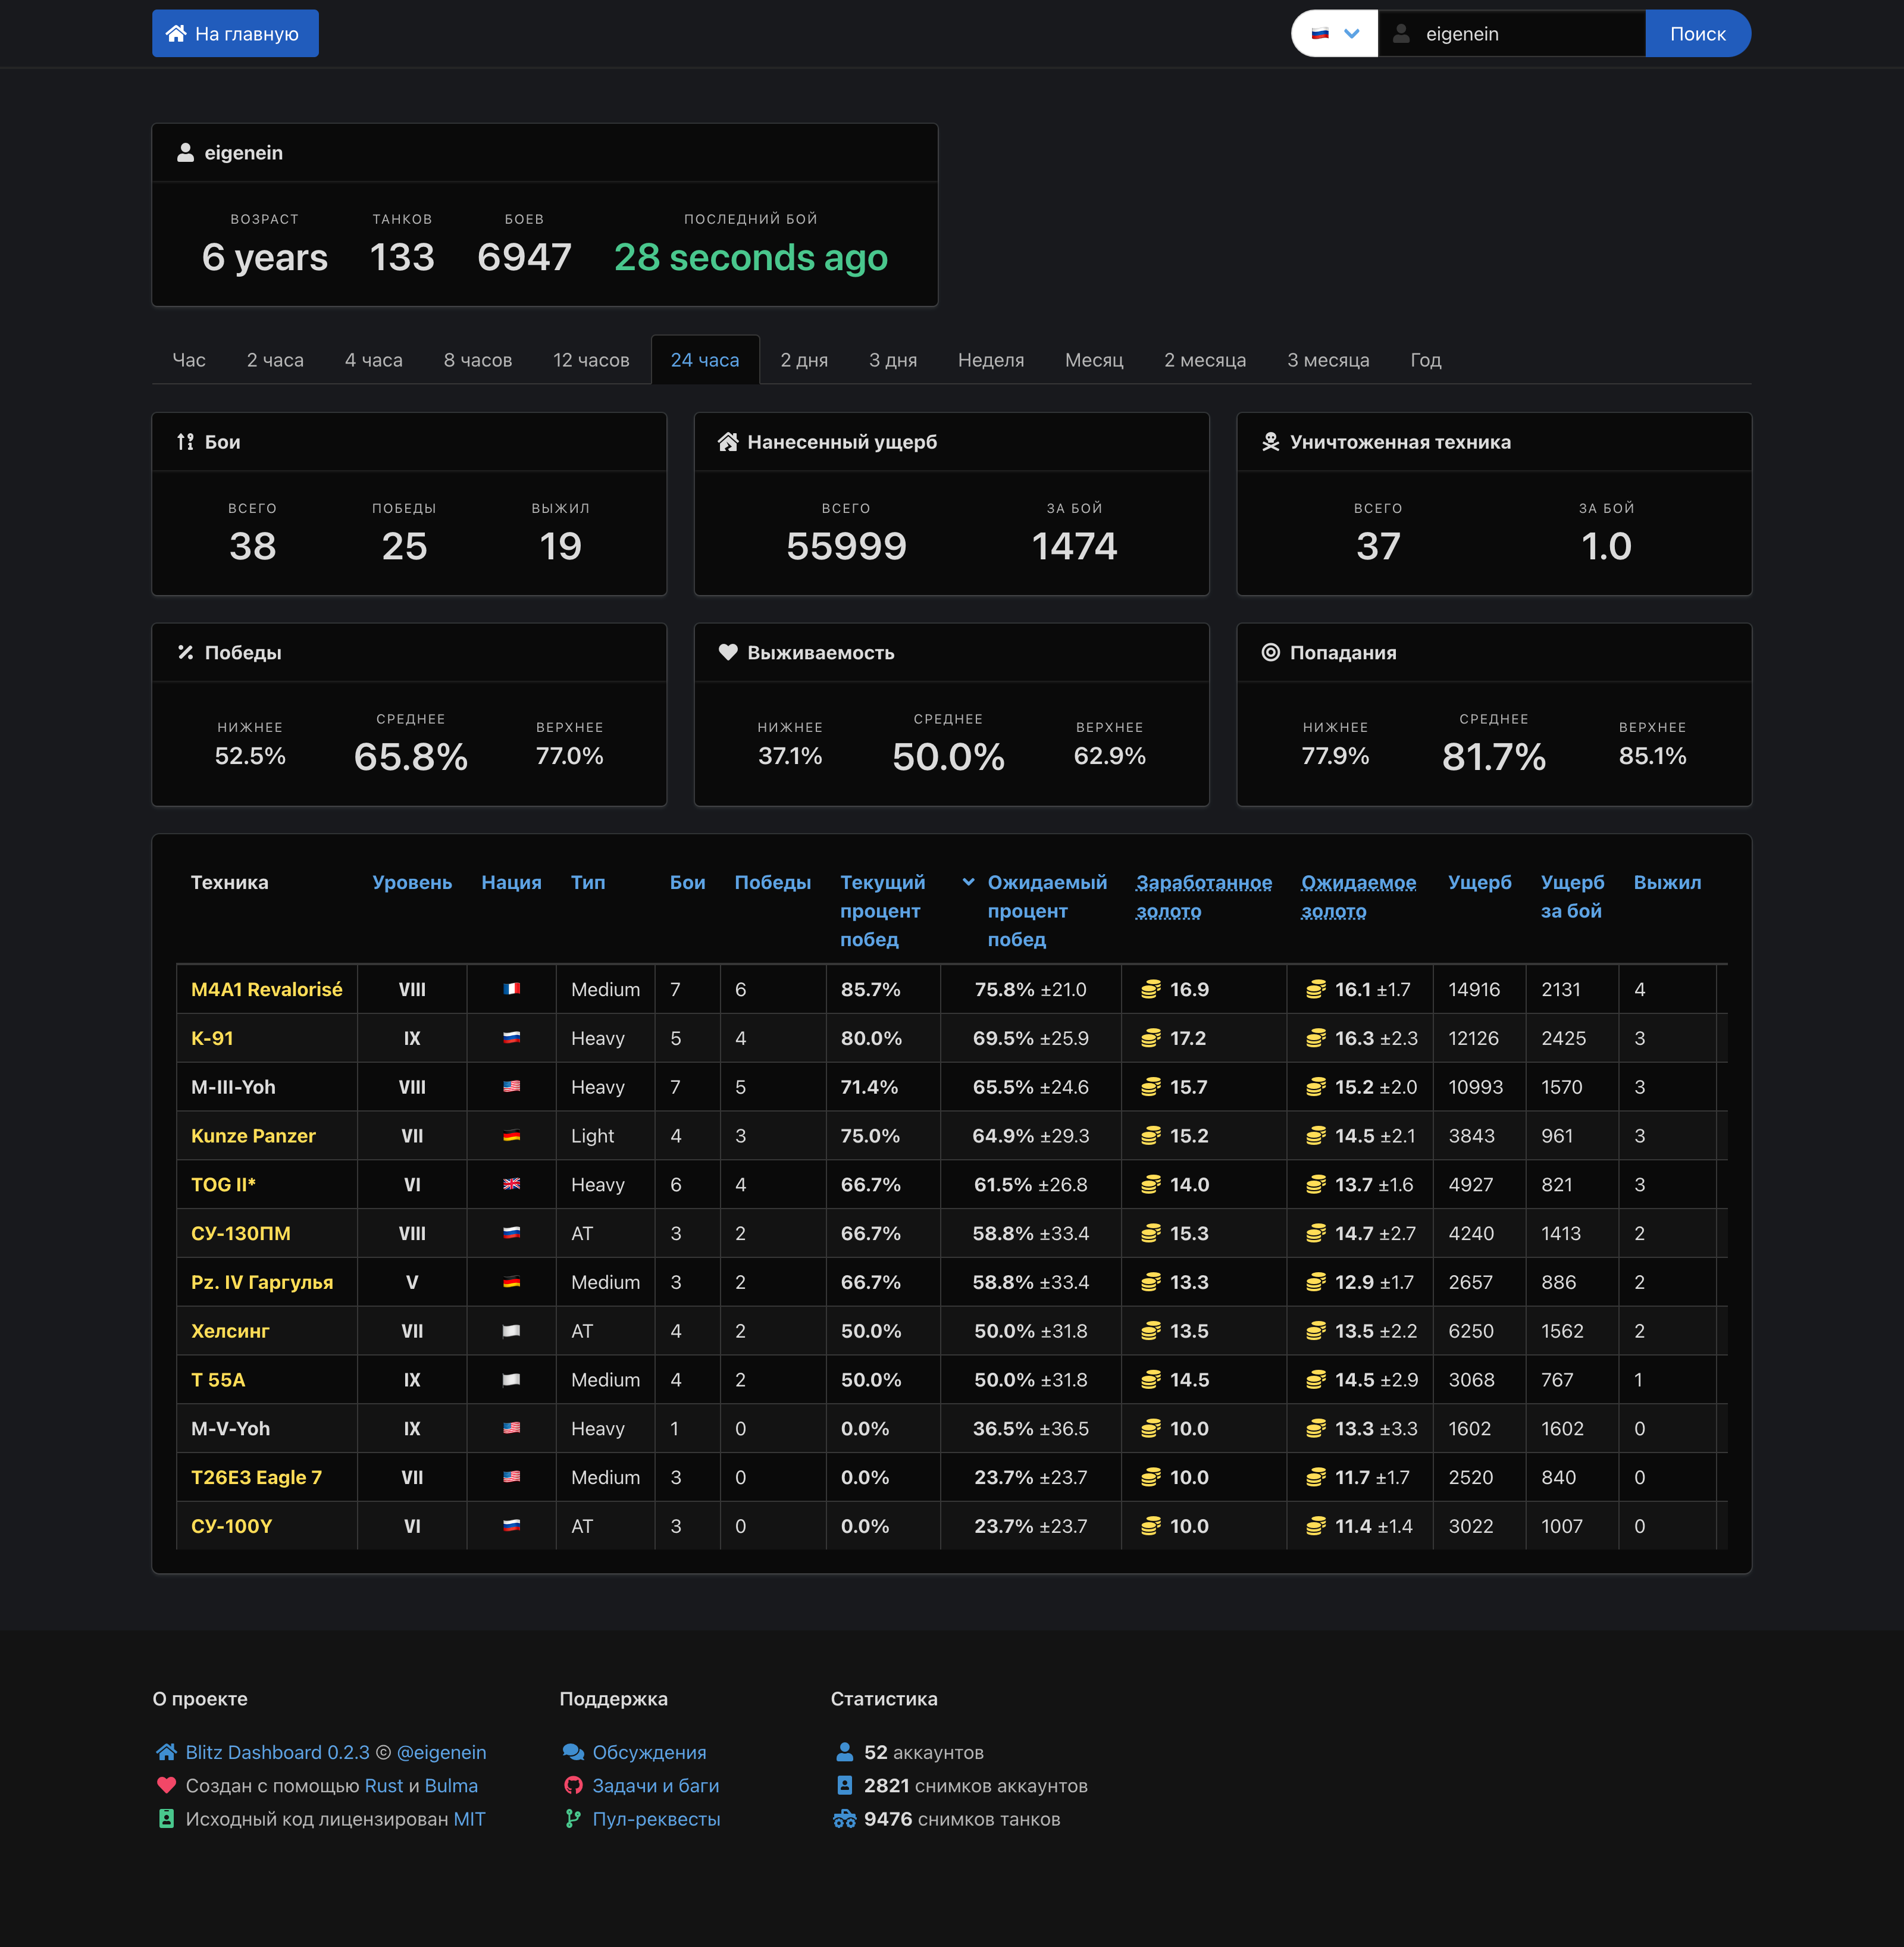 На главную
eigenein
Поиск
eigenein
ВОЗРАСТ ТАНКОВ БОЕВ ПОСЛЕДНИЙ БОЙ
6 years 133 6947 28 seconds ago
Час 2 часа 4 часа 8 часов 12 часов 24 часа 2 дня 3 дня Неделя Месяц 2 месяца 3 месяца Год
Бои
ВСЕГО ПОБЕДЫ ВЫЖИЛ
38 25 19
Нанесенный ущерб
ВСЕГО ЗА БОЙ
55999 1474
Уничтоженная техника
ВСЕГО ЗА БОЙ
37 1.0
Победы
НИЖНЕЕ СРЕДНЕЕ ВЕРХНЕЕ
52.5% 65.8% 77.0%
Выживаемость
НИЖНЕЕ СРЕДНЕЕ ВЕРХНЕЕ
37.1% 50.0% 62.9%
Попадания
НИЖНЕЕ СРЕДНЕЕ ВЕРХНЕЕ
77.9% 81.7% 85.1%
Техника Уровень Нация Тип Бои Победы Текущий Ожидаемый Заработанное Ожидаемое Ущерб Ущерб Выжил
процент процент золото золото за бой
побед побед
M4A1 Revalorisé VIII Medium 7 6 85.7% 75.8% ±21.0 16.9 16.1 ±1.7 14916 2131 4
К-91 IX Heavy 5 4 80.0% 69.5% ±25.9 17.2 16.3 ±2.3 12126 2425 3
M-III-Yoh VIII Heavy 7 5 71.4% 65.5% ±24.6 15.7 15.2 ±2.0 10993 1570 3
Kunze Panzer VII Light 4 3 75.0% 64.9% ±29.3 15.2 14.5 ±2.1 3843 961 3
TOG II* VI Heavy 6 4 66.7% 61.5% ±26.8 14.0 13.7 ±1.6 4927 821 3
СУ-130ПМ VIII AT 3 2 66.7% 58.8% ±33.4 15.3 14.7 ±2.7 4240 1413 2
Pz. IV Гаргулья V Medium 3 2 66.7% 58.8% ±33.4 13.3 12.9 ±1.7 2657 886 2
Хелсинг VII AT 4 2 50.0% 50.0% ±31.8 13.5 13.5 ±2.2 6250 1562 2
T 55A IX Medium 4 2 50.0% 50.0% ±31.8 14.5 14.5 ±2.9 3068 767 1
M-V-Yoh IX Heavy 1 0 0.0% 36.5% ±36.5 10.0 13.3 ±3.3 1602 1602 0
T26E3 Eagle 7 VII Medium 3 0 0.0% 23.7% ±23.7 10.0 11.7 ±1.7 2520 840 0
СУ-100Y VI AT 3 0 0.0% 23.7% ±23.7 10.0 11.4 ±1.4 3022 1007 0
О проекте
Blitz Dashboard 0.2.3 © @eigenein
Создан с помощью Rust и Bulma
Исходный код лицензирован MIT
Поддержка
Обсуждения
Задачи и баги
Пул-реквесты
Статистика
52 аккаунтов
2821 снимков аккаунтов
9476 снимков танков